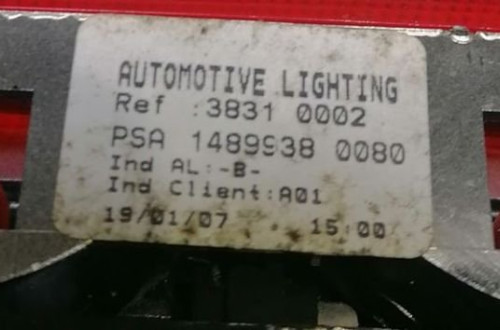 AUTOMOTIVE LIGHTING
Ref :3831 0002
PSA 1489938 0080
Ind AL:-B-
Ind Client:A01
19/01/07 15:00